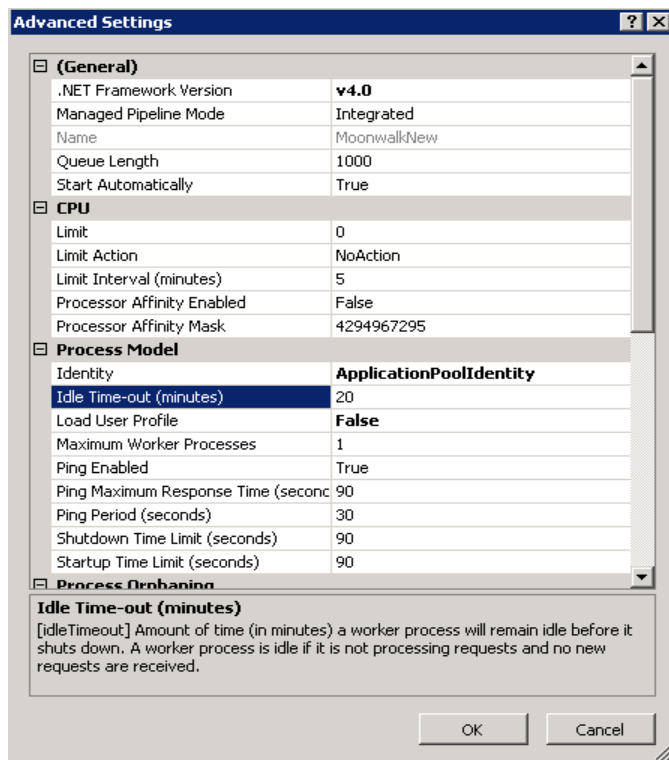 Advanced Settings
(General)
.NET Framework Version v4.0
Managed Pipeline Mode Integrated
Name MoonwalkNew
Queue Length 1000
Start Automatically True
CPU
Limit 0
Limit Action NoAction
Limit Interval (minutes) 5
Processor Affinity Enabled False
Processor Affinity Mask 4294967295
Process Model
Identity ApplicationPoolIdentity
Idle Time-out (minutes) 20
Load User Profile False
Maximum Worker Processes 1
Ping Enabled True
Ping Maximum Response Time (second 90
Ping Period (seconds) 30
Shutdown Time Limit (seconds) 90
Startup Time Limit (seconds) 90
Process Orphaning
Idle Time-out (minutes)
[idleTimeout] Amount of time (in minutes) a worker process will remain idle before it
shuts down. A worker process is idle if it is not processing requests and no new
requests are received.
OK Cancel